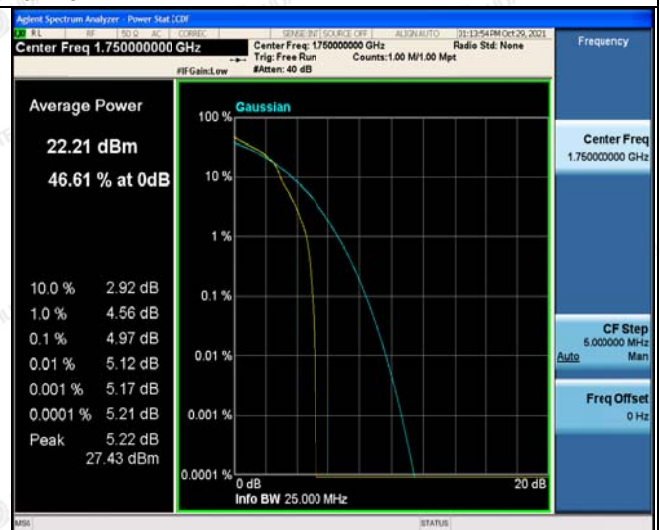 Agilent Spectrum Analyzer - Power Stat CCDF
RL RF 50 Ω AC CORREC SENSE:INT SOURCE OFF ALIGN AUTO 01:13:54 PM Oct 29, 2021
Center Freq 1.750000000 GHz
Center Freq: 1.750000000 GHz Radio Std: None
Trig: Free Run Counts:1.00 M/1.00 Mpt
#IFGain:Low #Atten: 40 dB
Frequency
Average Power
22.21 dBm
46.61 % at 0dB
10.0 % 2.92 dB
1.0 % 4.56 dB
0.1 % 4.97 dB
0.01 % 5.12 dB
0.001 % 5.17 dB
0.0001 % 5.21 dB
Peak 5.22 dB
27.43 dBm
Gaussian
100 %
10 %
1 %
0.1 %
0.01 %
0.001 %
0.0001 %
0 dB 20 dB
Info BW 25.000 MHz
Center Freq
1.750000000 GHz
CF Step
5.000000 MHz
Auto Man
Freq Offset
0 Hz
MSG STATUS